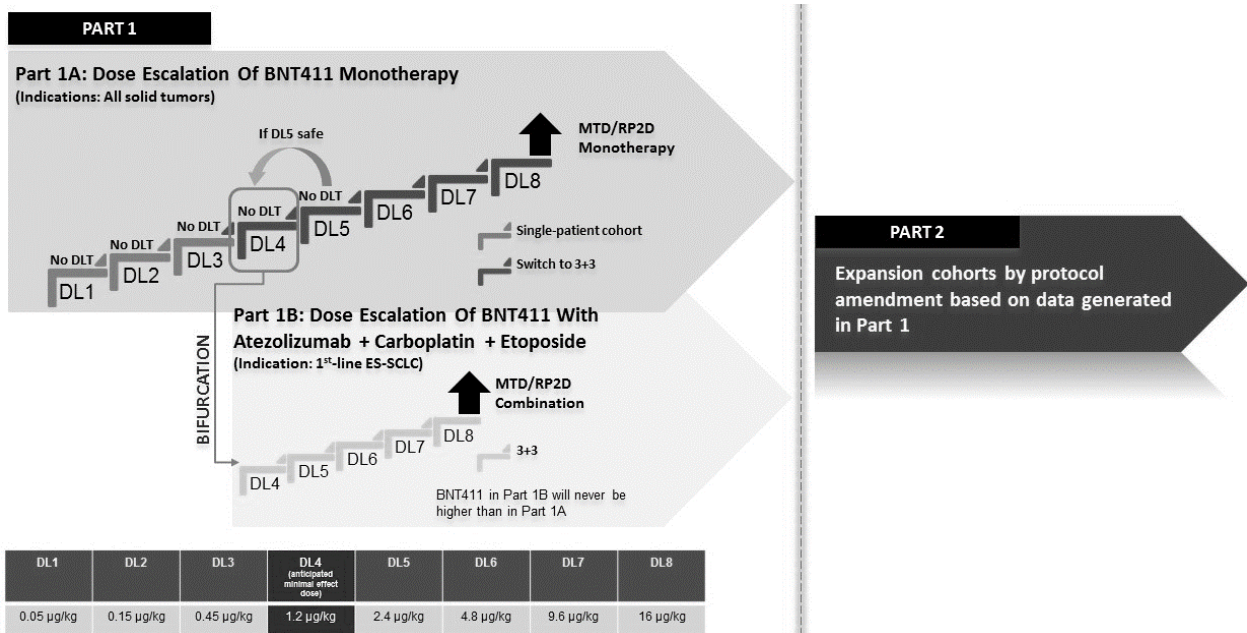 PART 1
Part 1A: Dose Escalation Of BNT411 Monotherapy
(Indications: All solid tumors)
If DL5 safe
MTD/RP2D
Monotherapy
No DLT
DL1
No DLT
DL2
No DLT
DL3
No DLT
DL4
No DLT
DL5
DL6
DL7
DL8
Single-patient cohort
Switch to 3+3
BIFURCATION
Part 1B: Dose Escalation Of BNT411 With
Atezolizumab + Carboplatin + Etoposide
(Indication: 1st-line ES-SCLC)
MTD/RP2D
Combination
DL4
DL5
DL6
DL7
DL8
3+3
BNT411 in Part 1B will never be
higher than in Part 1A
PART 2
Expansion cohorts by protocol
amendment based on data generated
in Part 1
DL1 DL2 DL3 DL4 DL5 DL6 DL7 DL8
(anticipated
minimal effect
dose)
0.05 µg/kg 0.15 µg/kg 0.45 µg/kg 1.2 µg/kg 2.4 µg/kg 4.8 µg/kg 9.6 µg/kg 16 µg/kg